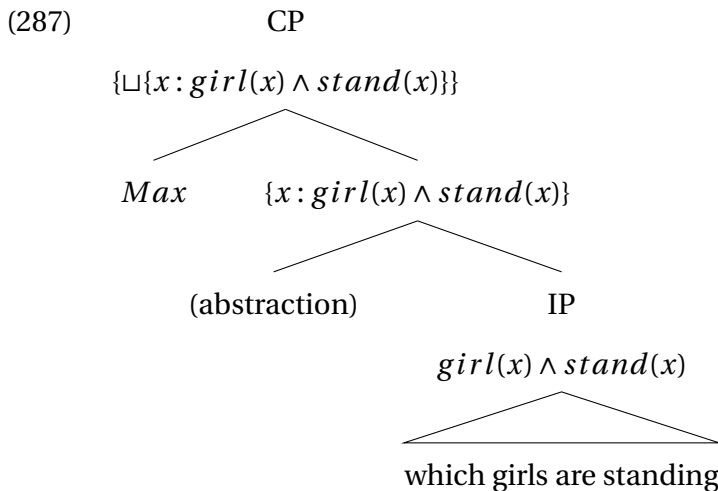 (287) CP
{⊔{x : girl(x) ∧ stand(x)}}
Max {x : girl(x) ∧ stand(x)}
(abstraction) IP
girl(x) ∧ stand(x)
which girls are standing